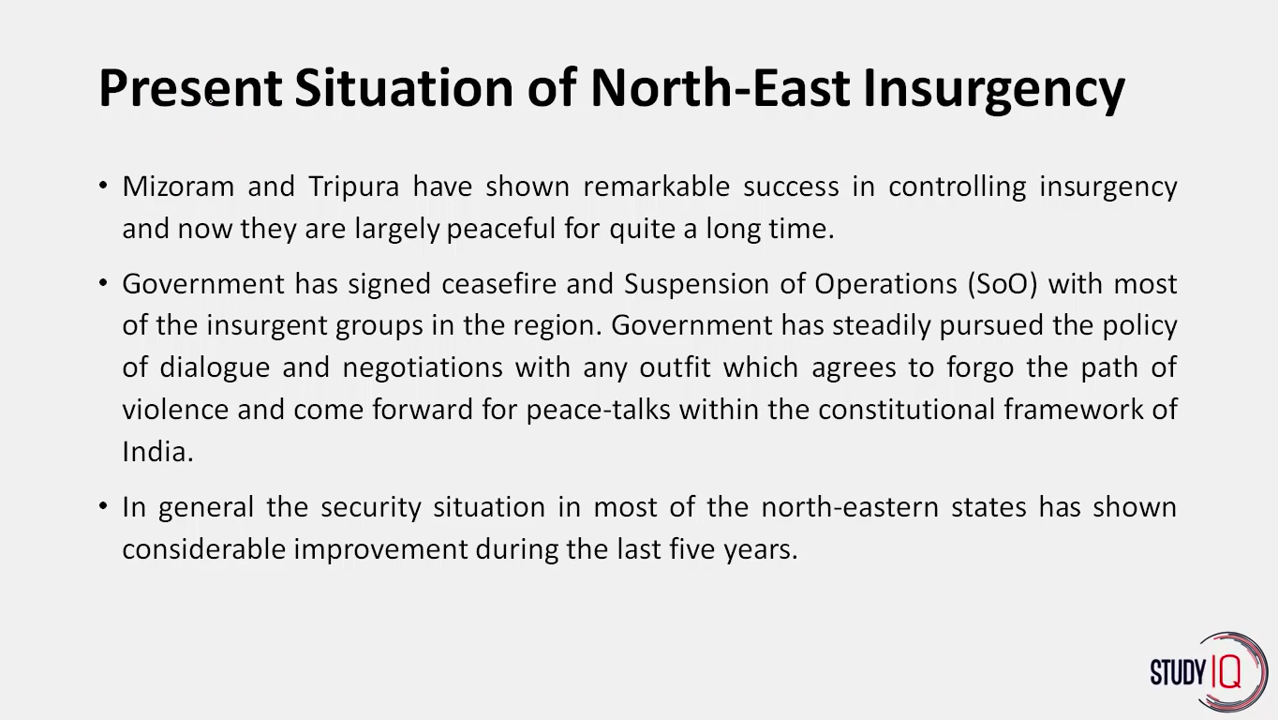 Present Situation of North-East Insurgency
• Mizoram and Tripura have shown remarkable success in controlling insurgency
and now they are largely peaceful for quite a long time.
• Government has signed ceasefire and Suspension of Operations (SoO) with most
of the insurgent groups in the region. Government has steadily pursued the policy
of dialogue and negotiations with any outfit which agrees to forgo the path of
violence and come forward for peace-talks within the constitutional framework of
India.
• In general the security situation in most of the north-eastern states has shown
considerable improvement during the last five years.
STUDY IQ